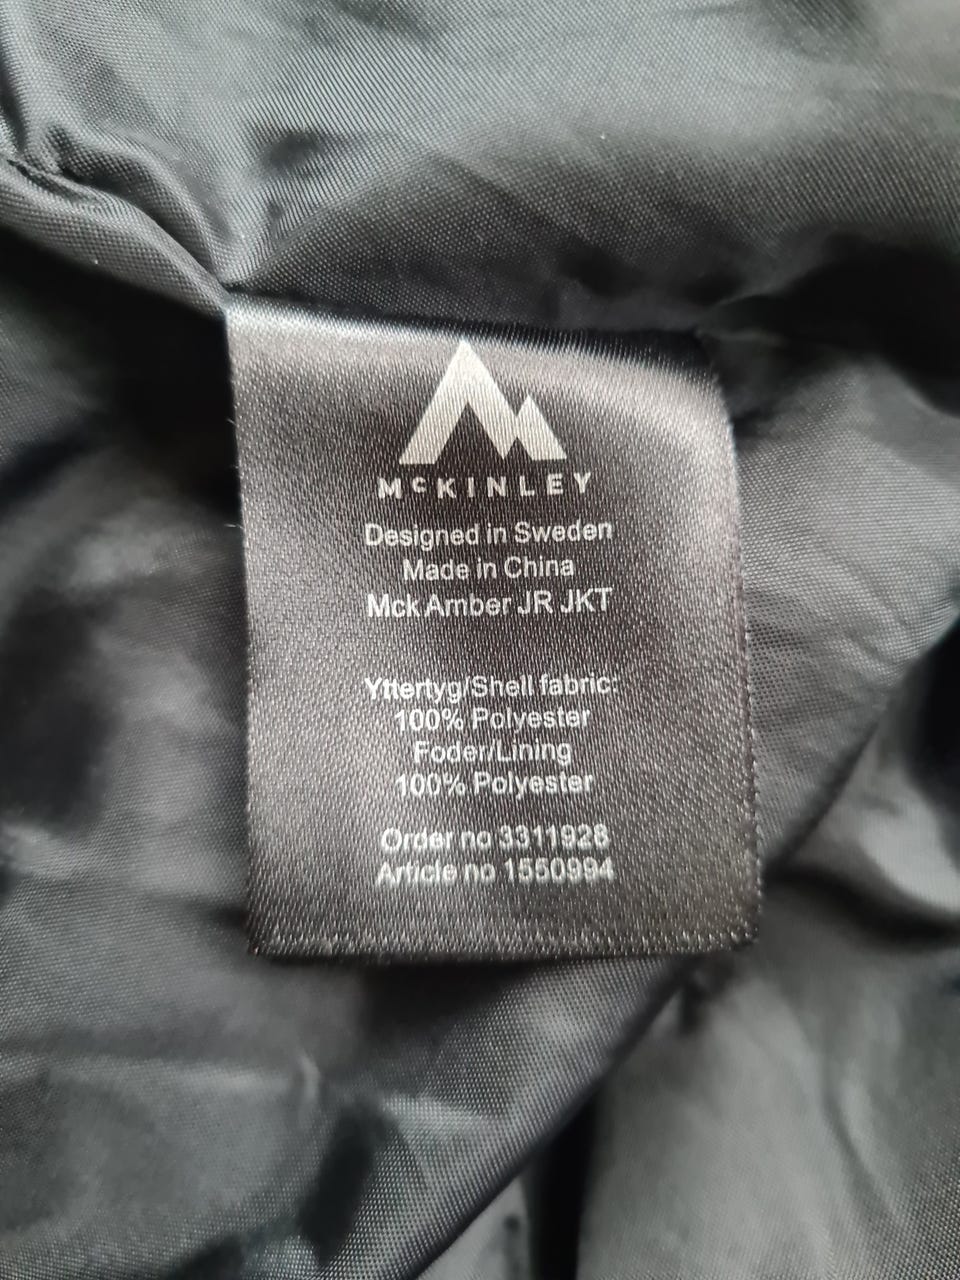 McKINLEY
Designed in Sweden
Made in China
Mck Amber JR JKT
Yttertyg/Shell fabric:
100% Polyester
Foder/Lining
100% Polyester
Order no 3311928
Article no 1550994